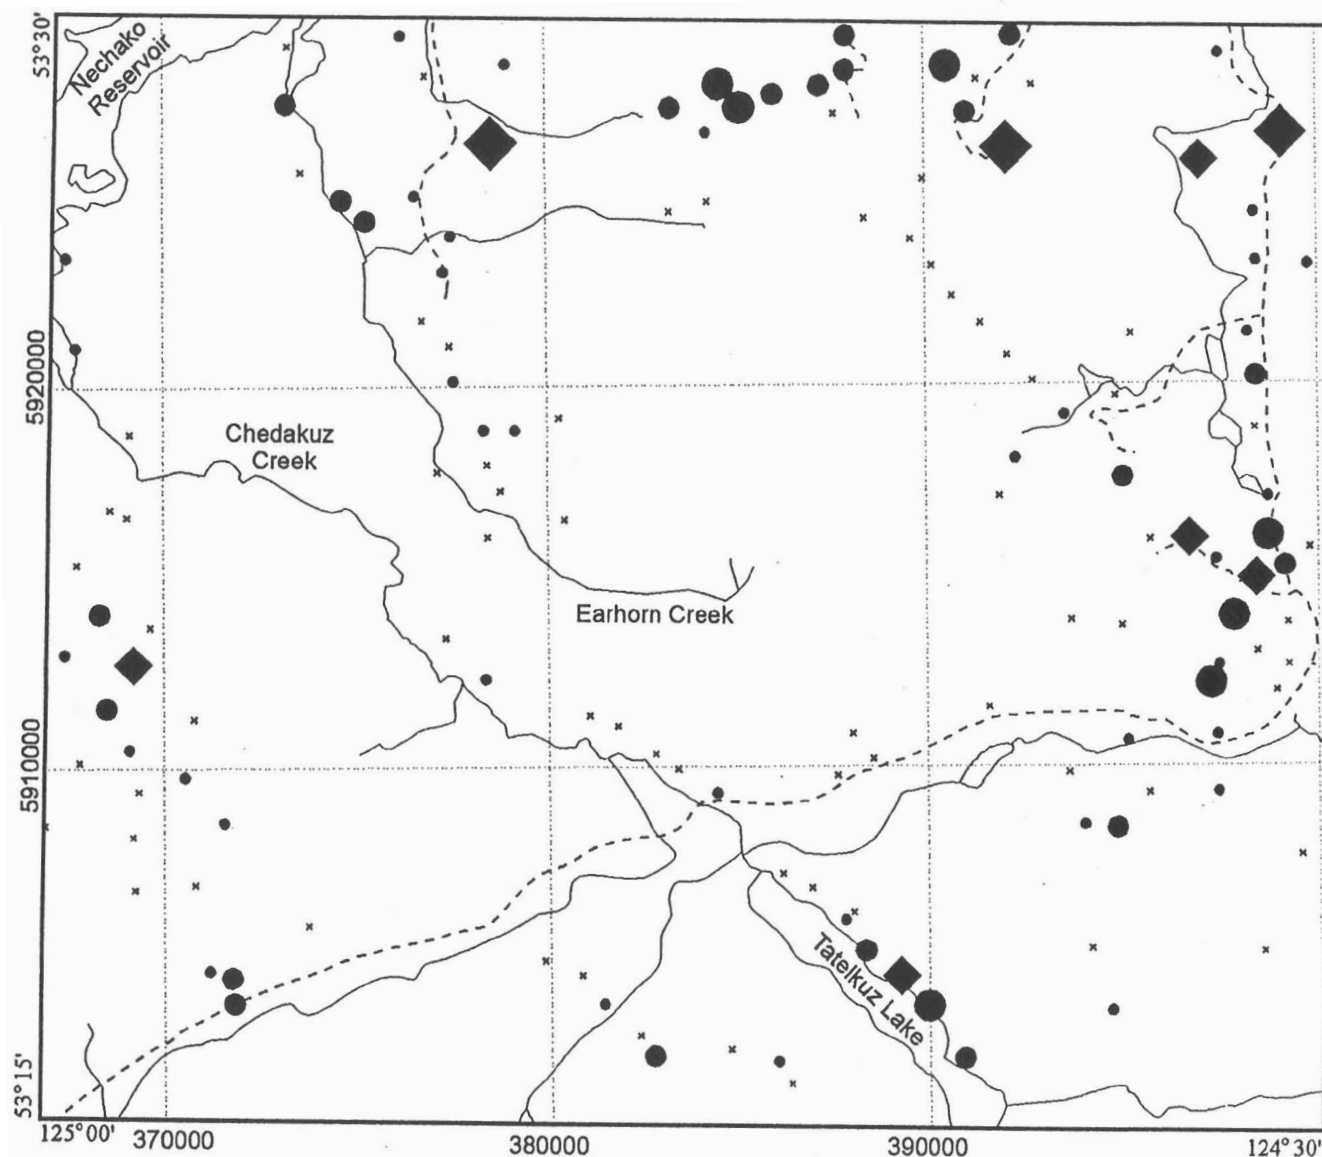 53°30'
Nechako
Reservoir
5920000
Chedakuz
Creek
Earhorn Creek
5910000
Tatelkuz Lake
53°15'
125°00'
370000
380000
390000
124°30'